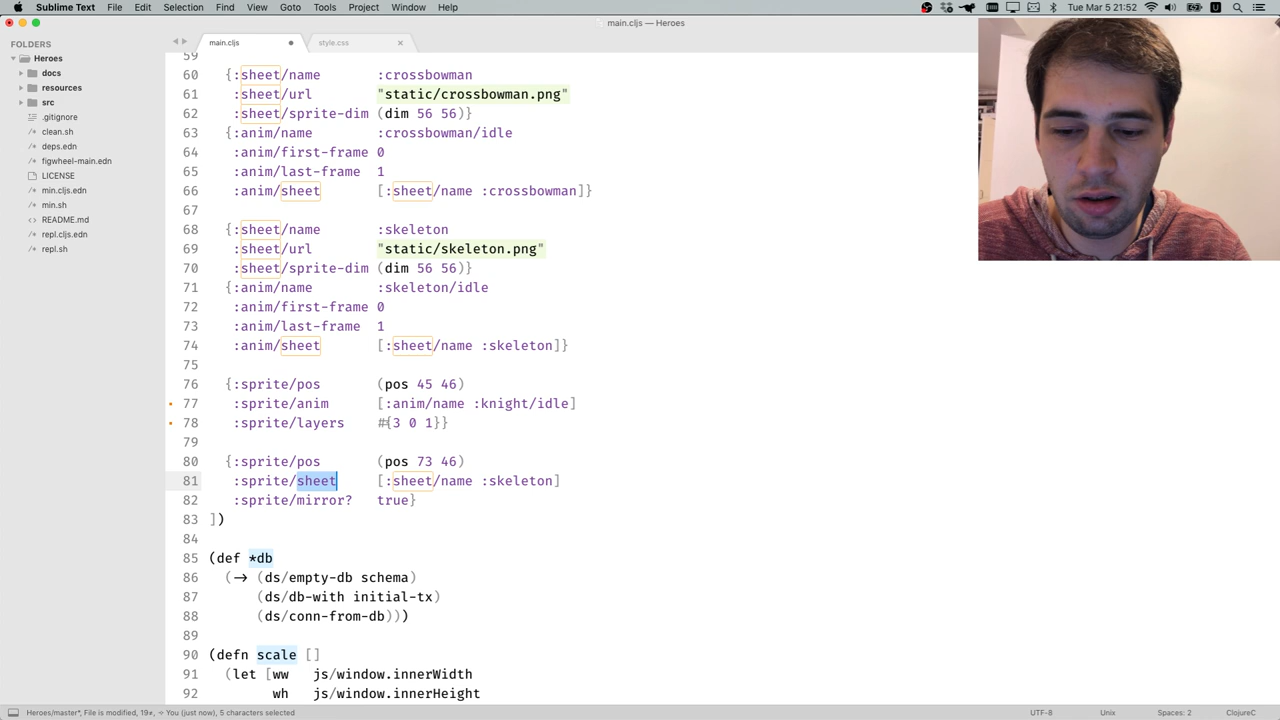 Sublime Text File Edit Selection Find View Goto Tools Project Window Help Tue Mar 5 21:52
main.cljs — Heroes
FOLDERS
Heroes
docs
resources
src
.gitignore
clean.sh
deps.edn
figwheel-main.edn
LICENSE
min.cljs.edn
min.sh
README.md
repl.cljs.edn
repl.sh
main.cljs style.css
59
60 {:sheet/name :crossbowman
61 :sheet/url "static/crossbowman.png"
62 :sheet/sprite-dim (dim 56 56)}
63 {:anim/name :crossbowman/idle
64 :anim/first-frame 0
65 :anim/last-frame 1
66 :anim/sheet [:sheet/name :crossbowman]}
67
68 {:sheet/name :skeleton
69 :sheet/url "static/skeleton.png"
70 :sheet/sprite-dim (dim 56 56)}
71 {:anim/name :skeleton/idle
72 :anim/first-frame 0
73 :anim/last-frame 1
74 :anim/sheet [:sheet/name :skeleton]}
75
76 {:sprite/pos (pos 45 46)
77 :sprite/anim [:anim/name :knight/idle]
78 :sprite/layers #{3 0 1}}
79
80 {:sprite/pos (pos 73 46)
81 :sprite/sheet [:sheet/name :skeleton]
82 :sprite/mirror? true}
83 ])
84
85 (def *db
86 (-> (ds/empty-db schema)
87 (ds/db-with initial-tx)
88 (ds/conn-from-db)))
89
90 (defn scale []
91 (let [ww js/window.innerWidth
92 wh js/window.innerHeight
Heroes/master*, File is modified, 19≠, ⇠ You (just now), 5 characters selected UTF-8 Unix Spaces: 2 ClojureC